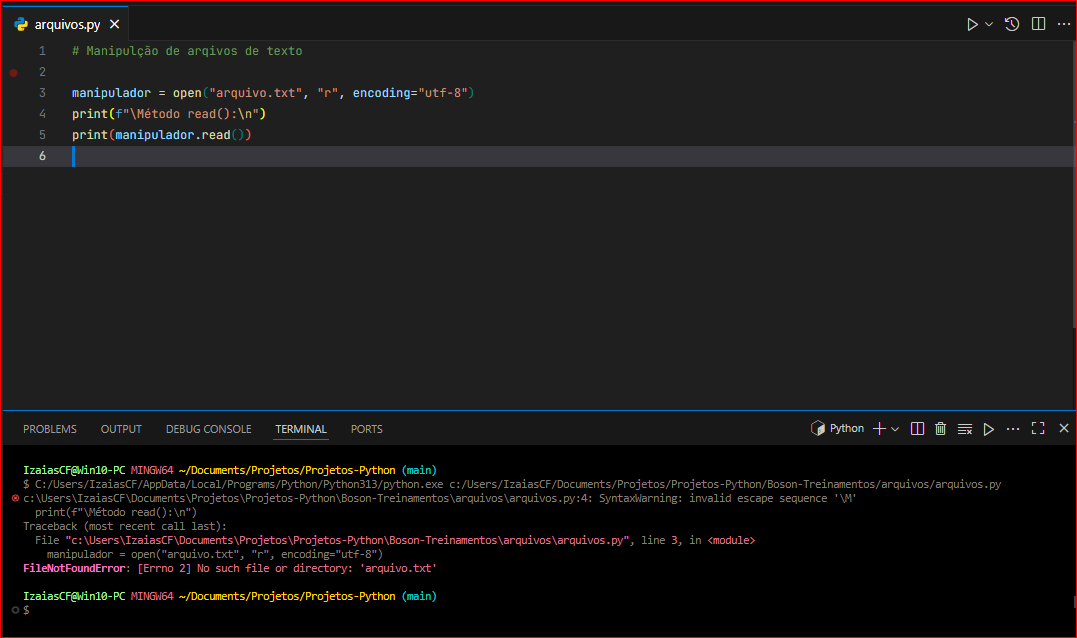 arquivos.py
1 # Manipulção de arqivos de texto
2
3 manipulador = open("arquivo.txt", "r", encoding="utf-8")
4 print(f"\Método read():\n")
5 print(manipulador.read())
6
PROBLEMS OUTPUT DEBUG CONSOLE TERMINAL PORTS Python
IzaiasCF@Win10-PC MINGW64 ~/Documents/Projetos/Projetos-Python (main)
$ C:/Users/IzaiasCF/AppData/Local/Programs/Python/Python313/python.exe c:/Users/IzaiasCF/Documents/Projetos/Projetos-Python/Boson-Treinamentos/arquivos/arquivos.py
c:\Users\IzaiasCF\Documents\Projetos\Projetos-Python\Boson-Treinamentos\arquivos\arquivos.py:4: SyntaxWarning: invalid escape sequence '\M'
print(f"\Método read():\n")
Traceback (most recent call last):
File "c:\Users\IzaiasCF\Documents\Projetos\Projetos-Python\Boson-Treinamentos\arquivos\arquivos.py", line 3, in <module>
manipulador = open("arquivo.txt", "r", encoding="utf-8")
FileNotFoundError: [Errno 2] No such file or directory: 'arquivo.txt'
IzaiasCF@Win10-PC MINGW64 ~/Documents/Projetos/Projetos-Python (main)
$